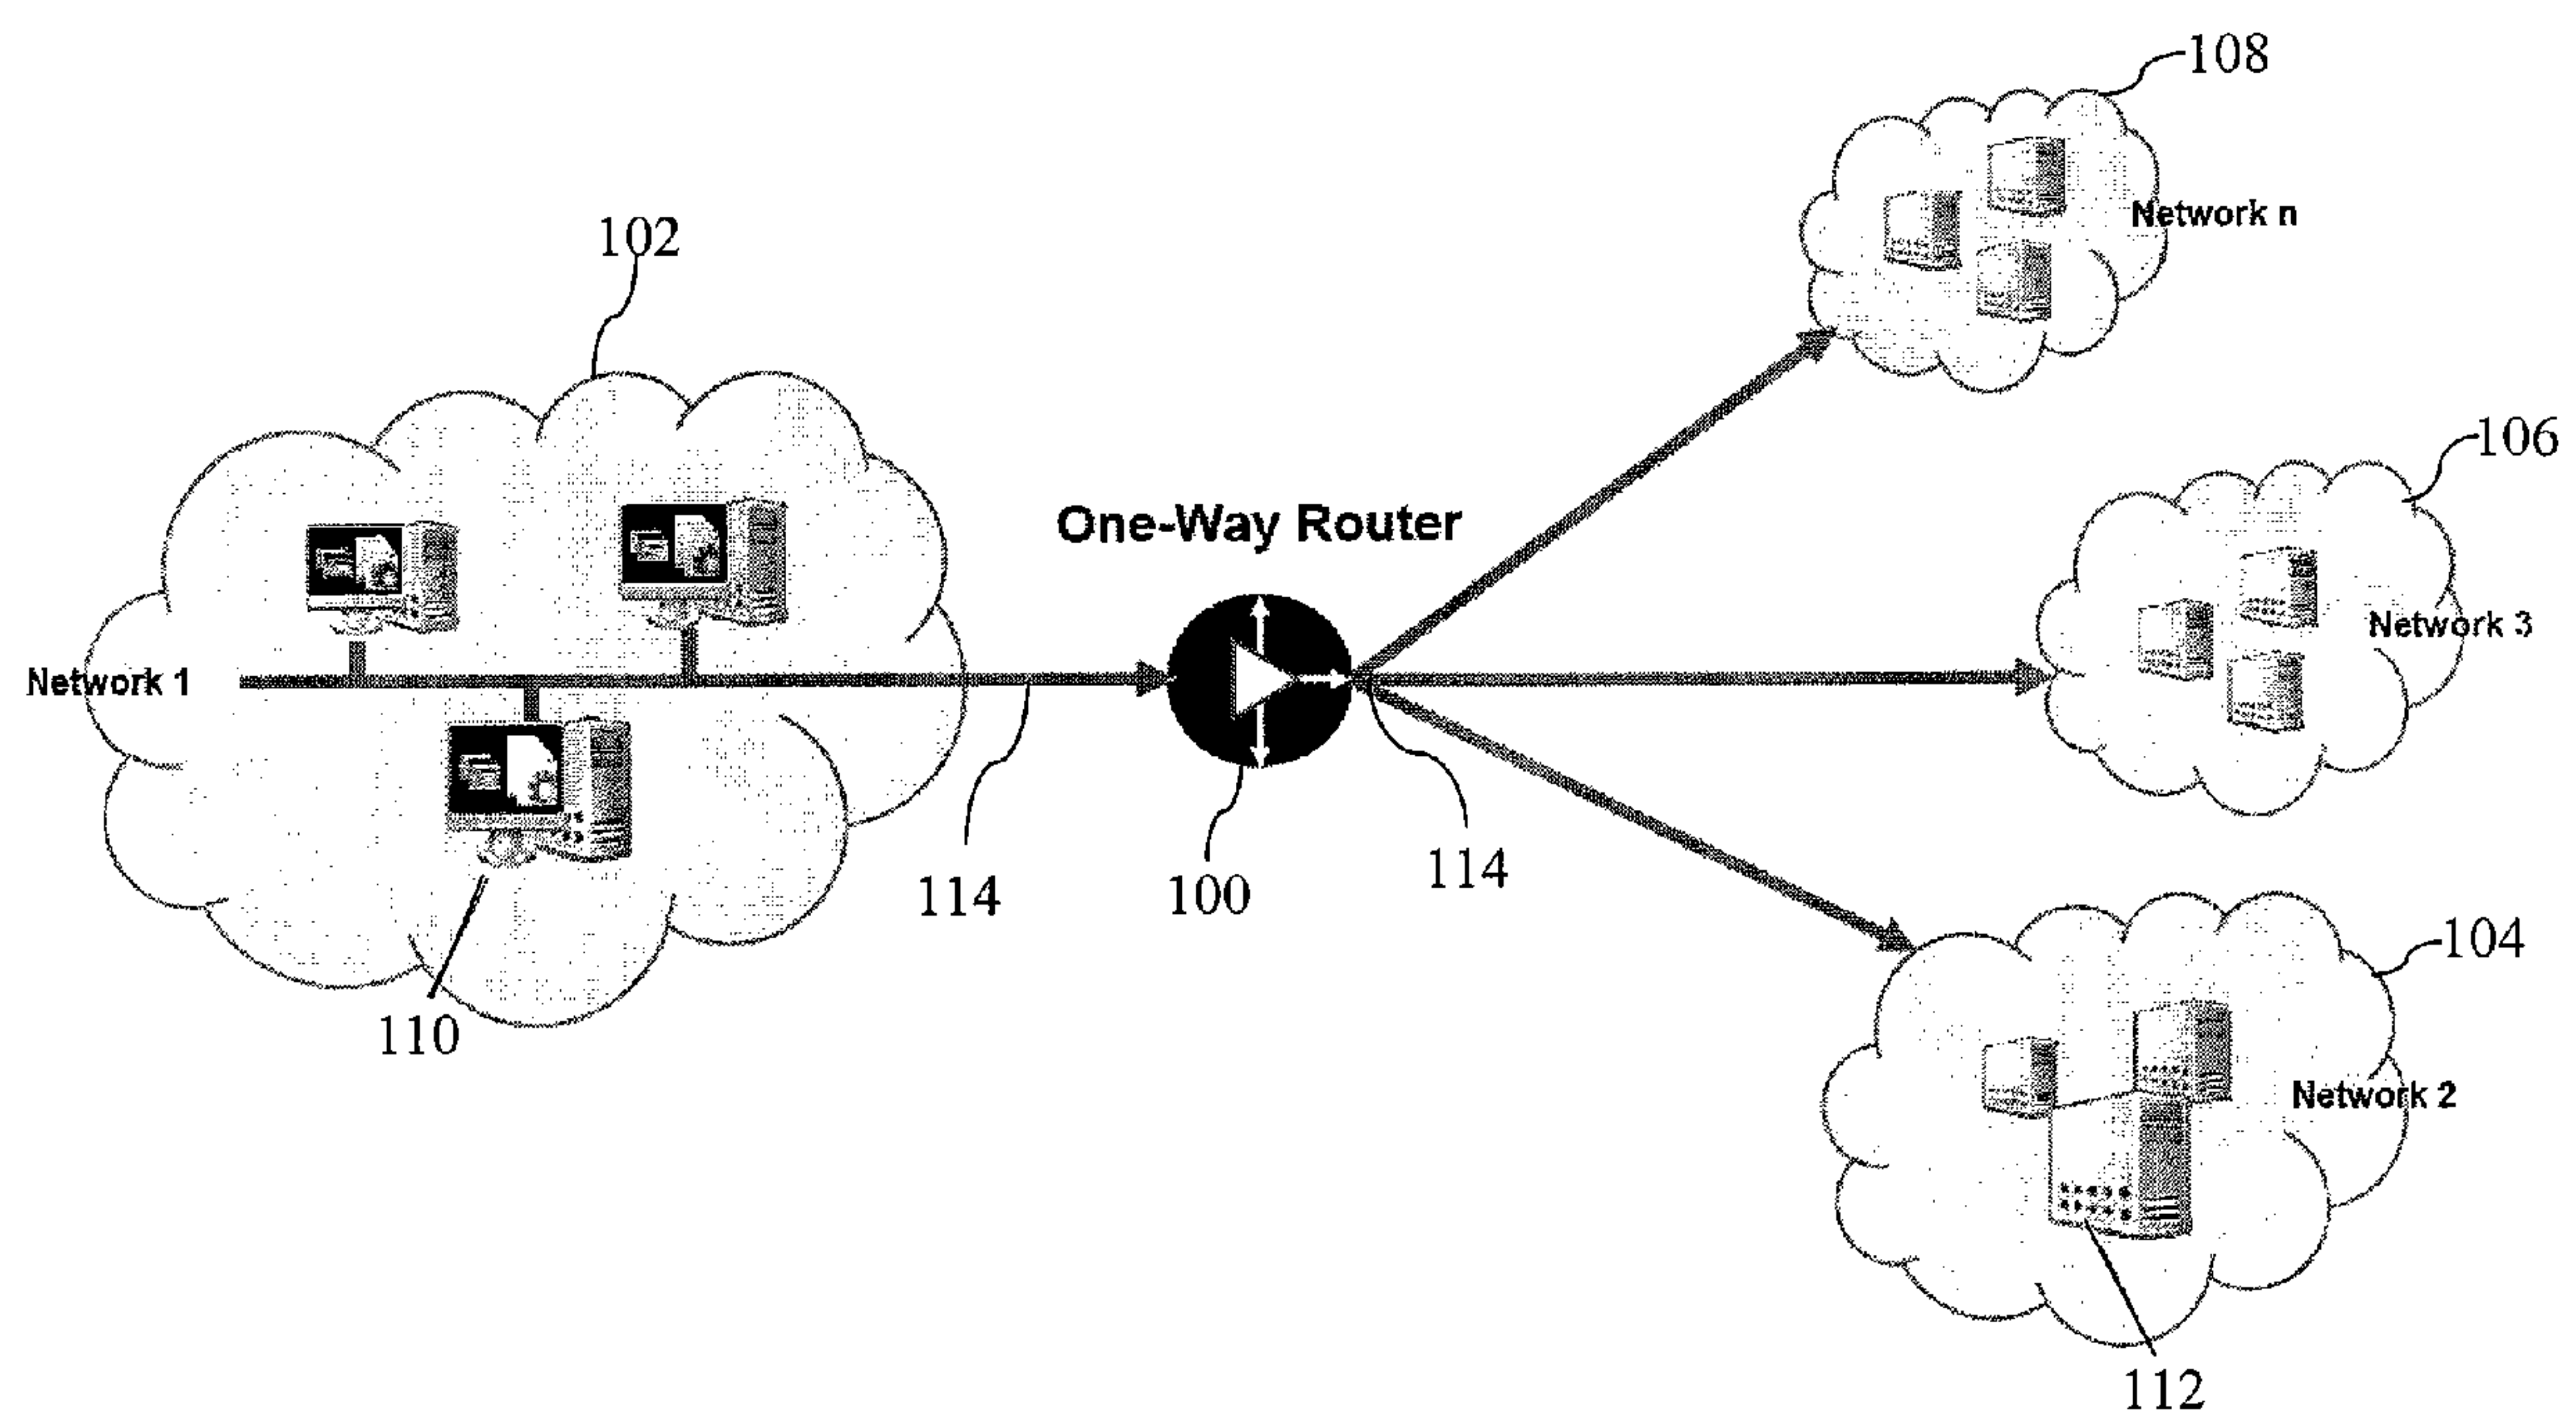 108
Network n
102
106
One-Way Router
Network 3
Network 1
114
100
114
104
110
Network 2
112